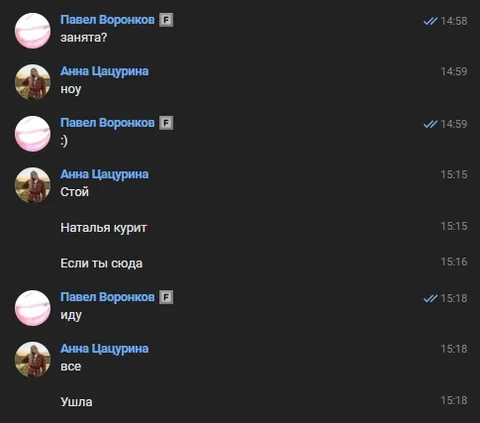 Павел Воронков F 14:58
занята?
Анна Цацурина 14:59
ноу
Павел Воронков F 14:59
:)
Анна Цацурина 15:15
Стой
Наталья курит 15:15
Если ты сюда 15:16
Павел Воронков F 15:18
иду
Анна Цацурина 15:18
все
Ушла 15:18